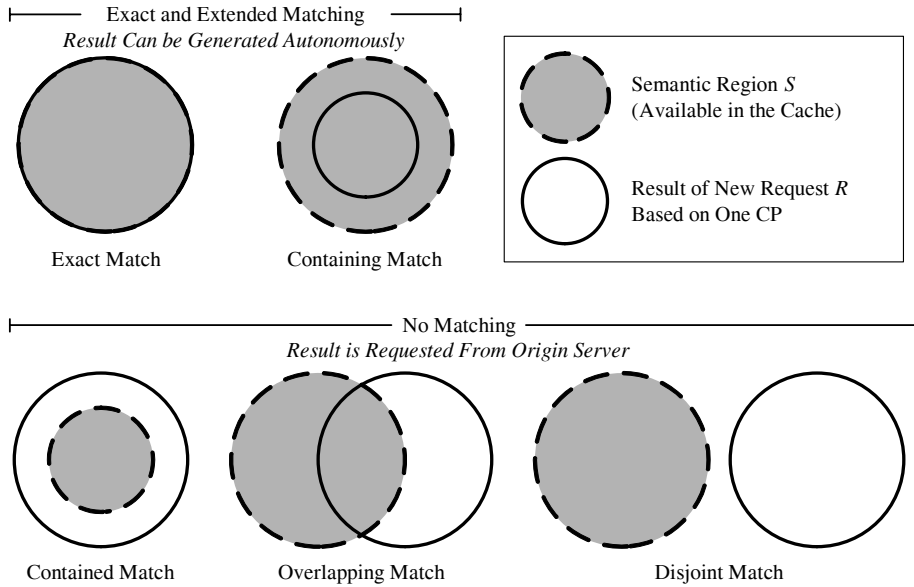 Exact and Extended Matching
Result Can be Generated Autonomously
Exact Match
Containing Match
Semantic Region S
(Available in the Cache)
Result of New Request R
Based on One CP
No Matching
Result is Requested From Origin Server
Contained Match
Overlapping Match
Disjoint Match